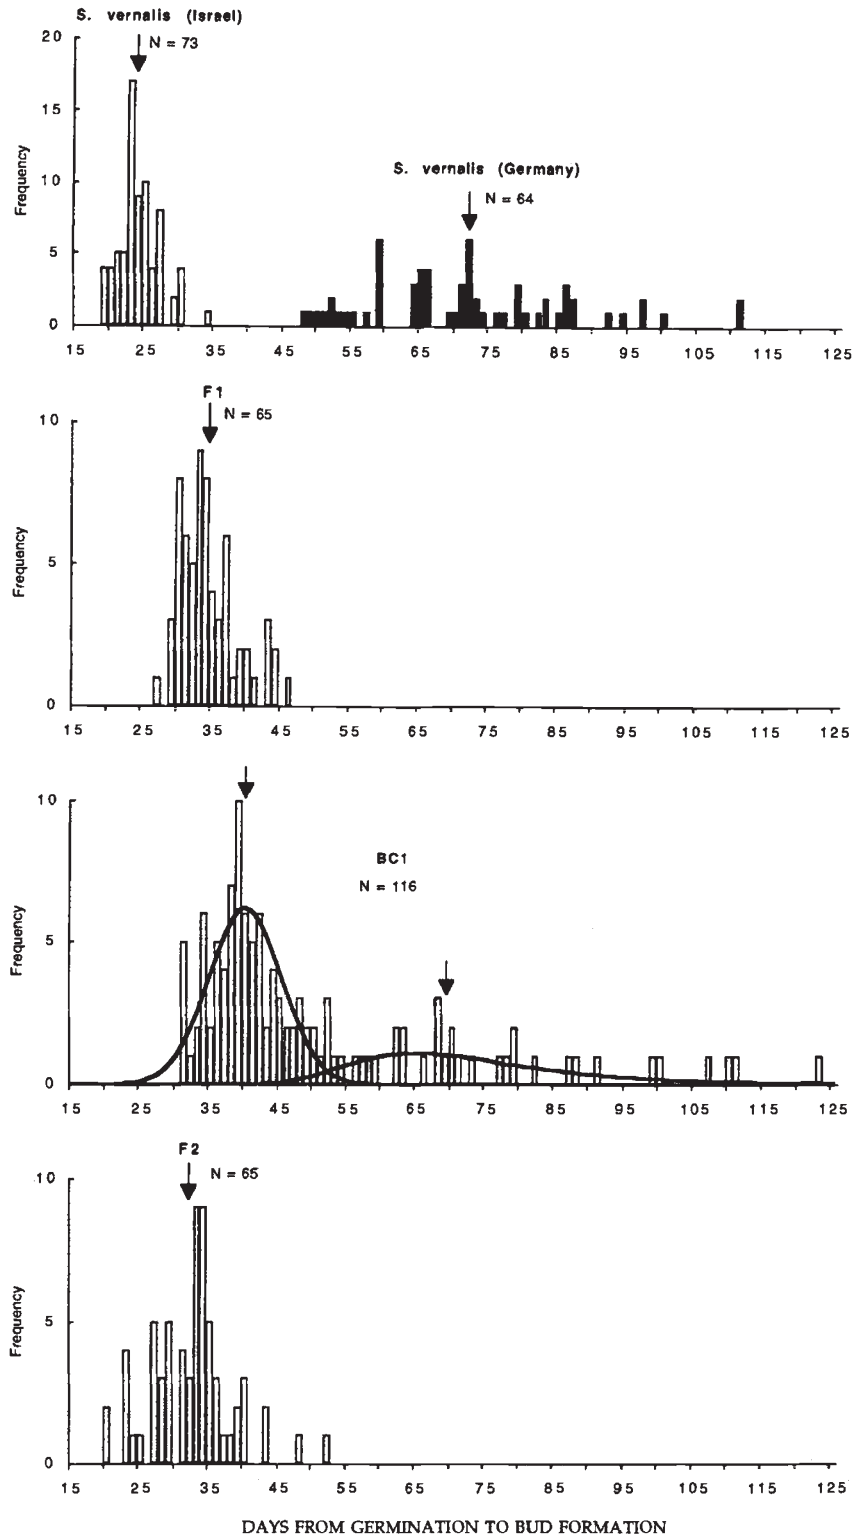 S. vernalis (Israel)
N = 73
20
15
10
5
0
Frequency
S. vernalis (Germany)
N = 64
15 25 35 45 55 65 75 85 95 105 115 125
F1
N = 65
10
5
0
Frequency
15 25 35 45 55 65 75 85 95 105 115 125
BC1
N = 116
10
5
0
Frequency
15 25 35 45 55 65 75 85 95 105 115 125
F2
N = 65
10
5
0
Frequency
15 25 35 45 55 65 75 85 95 105 115 125
DAYS FROM GERMINATION TO BUD FORMATION